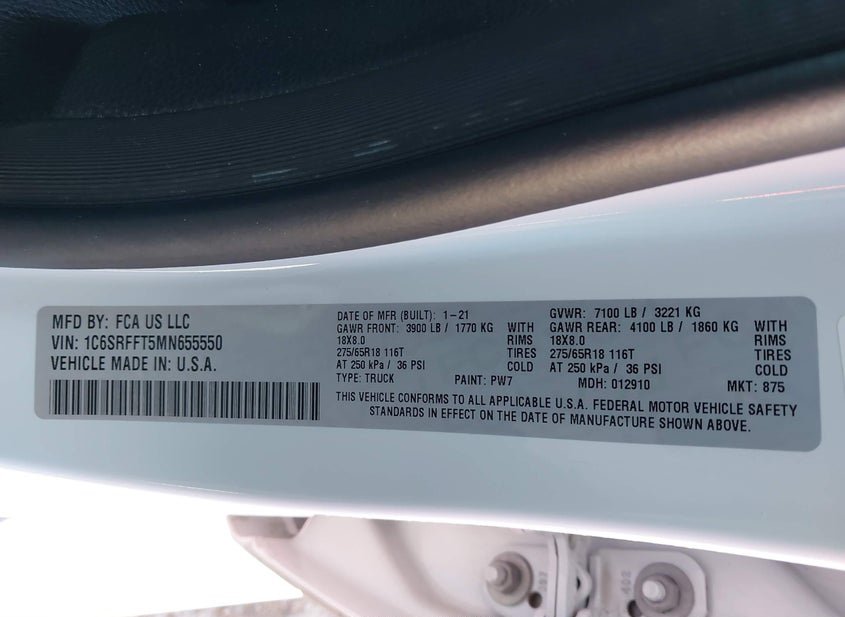 MFD BY: FCA US LLC
VIN: 1C6SRFFT5MN655550
VEHICLE MADE IN: U.S.A.
DATE OF MFR (BUILT): 1-21
GAWR FRONT: 3900 LB / 1770 KG WITH
18X8.0 RIMS
275/65R18 116T TIRES
AT 250 kPa / 36 PSI COLD
TYPE: TRUCK PAINT: PW7
GVWR: 7100 LB / 3221 KG
GAWR REAR: 4100 LB / 1860 KG WITH
18X8.0 RIMS
275/65R18 116T TIRES
AT 250 kPa / 36 PSI COLD
MDH: 012910 MKT: 875
THIS VEHICLE CONFORMS TO ALL APPLICABLE U.S.A. FEDERAL MOTOR VEHICLE SAFETY
STANDARDS IN EFFECT ON THE DATE OF MANUFACTURE SHOWN ABOVE.